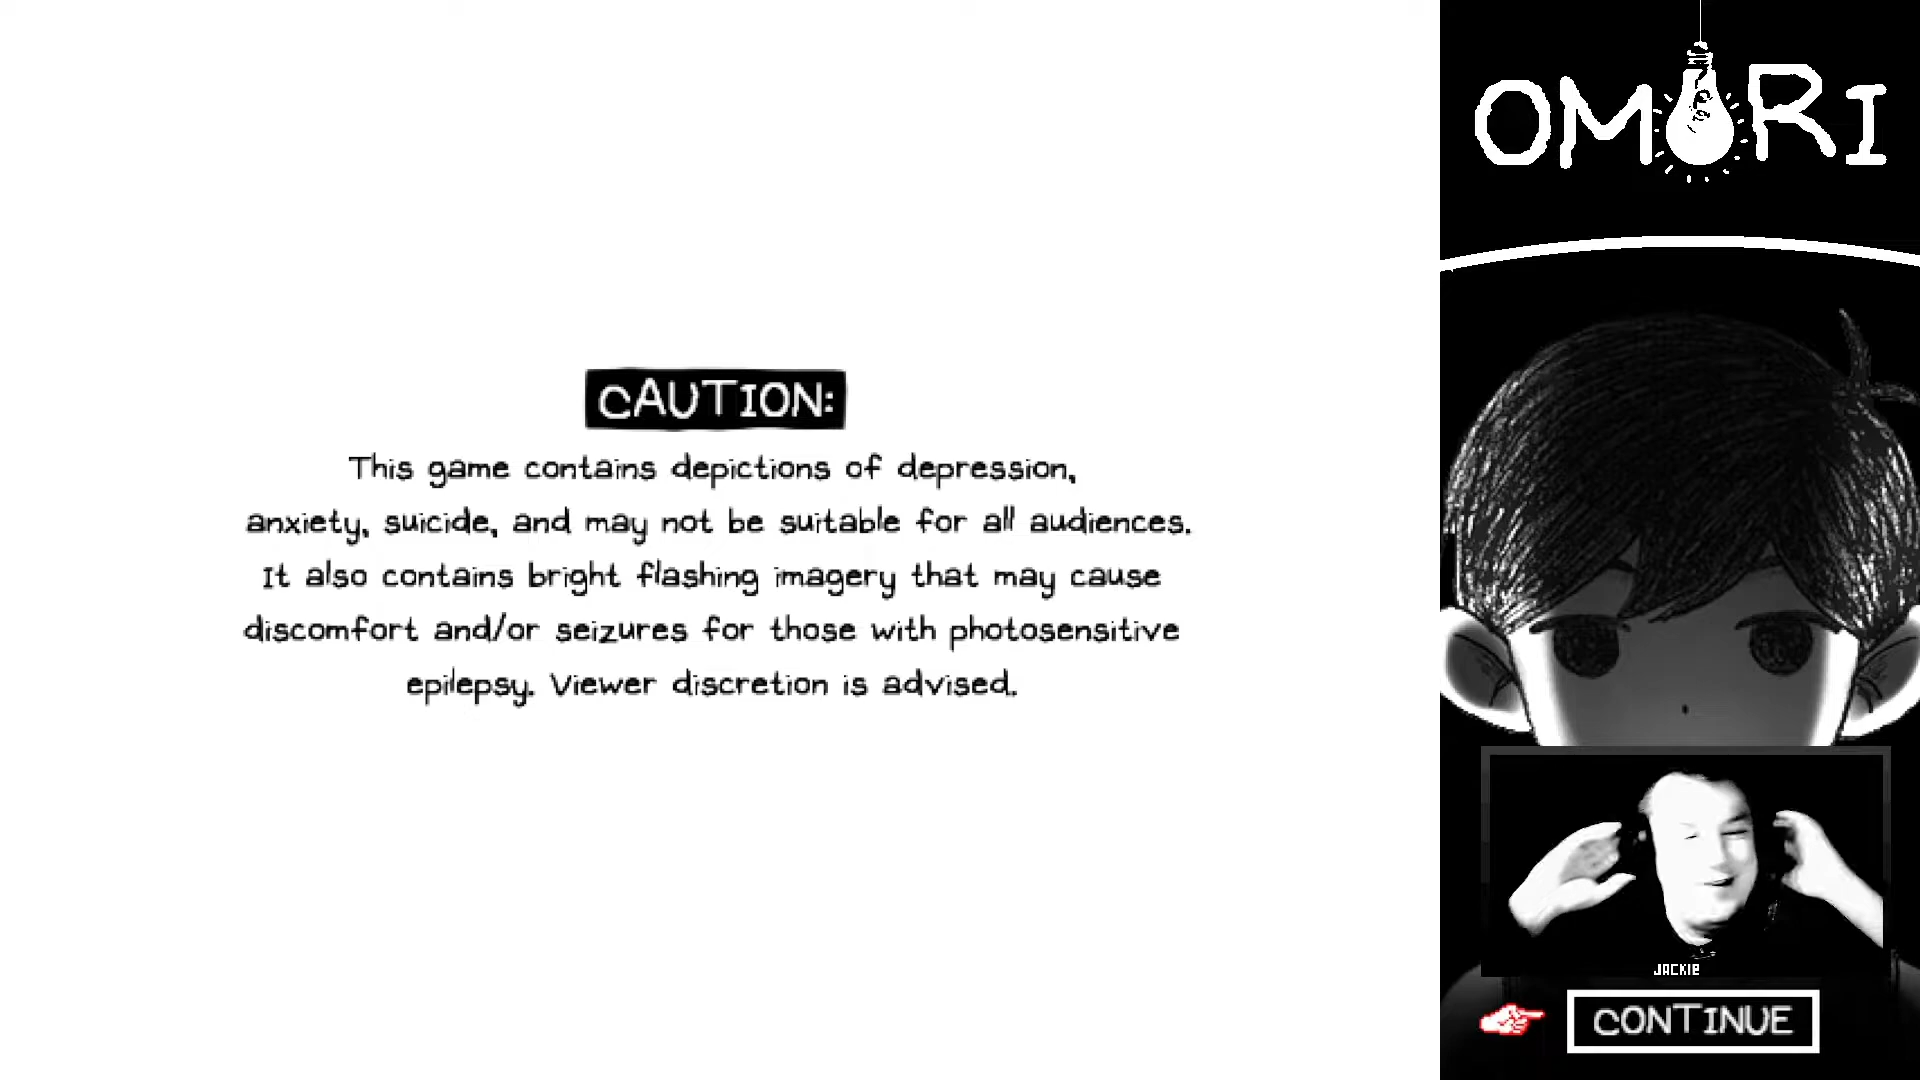 CAUTION:
This game contains depictions of depression,
anxiety, suicide, and may not be suitable for all audiences.
It also contains bright flashing imagery that may cause
discomfort and/or seizures for those with photosensitive
epilepsy. Viewer discretion is advised.
OMORI
JACKIE
CONTINUE